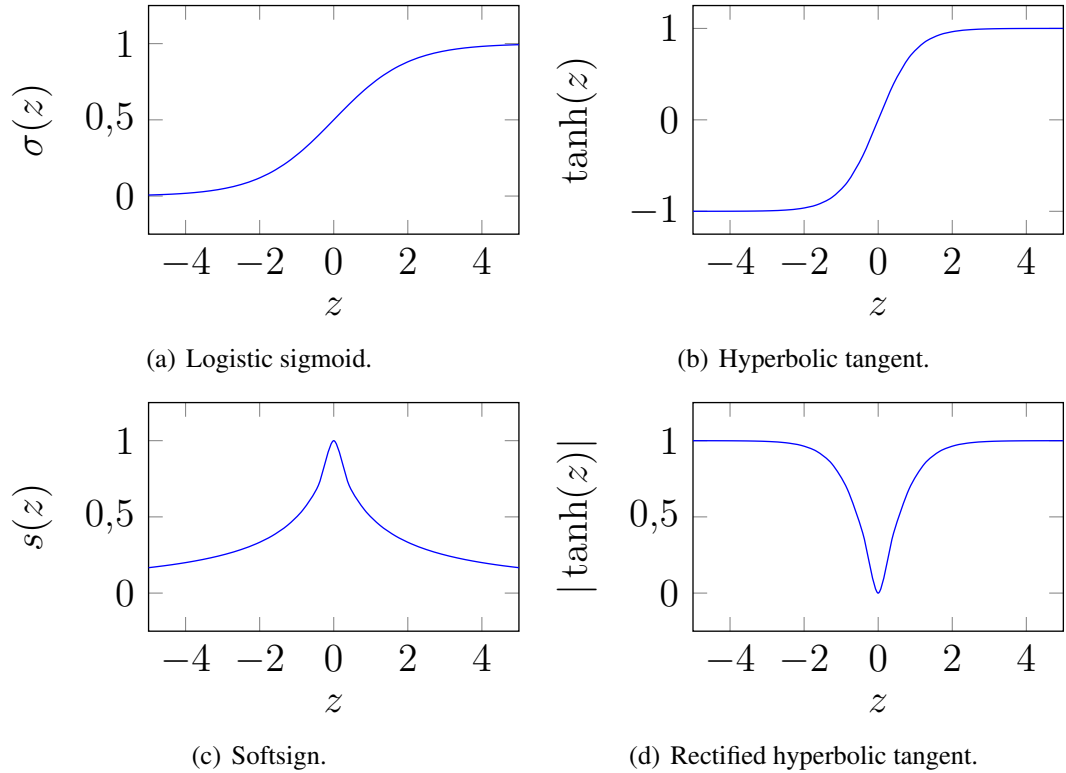 1
0,5
0
σ(z)
−4 −2 0 2 4
z
(a) Logistic sigmoid.
1
0
−1
tanh(z)
−4 −2 0 2 4
z
(b) Hyperbolic tangent.
1
0,5
0
s(z)
−4 −2 0 2 4
z
(c) Softsign.
1
0,5
0
| tanh(z)|
−4 −2 0 2 4
z
(d) Rectified hyperbolic tangent.